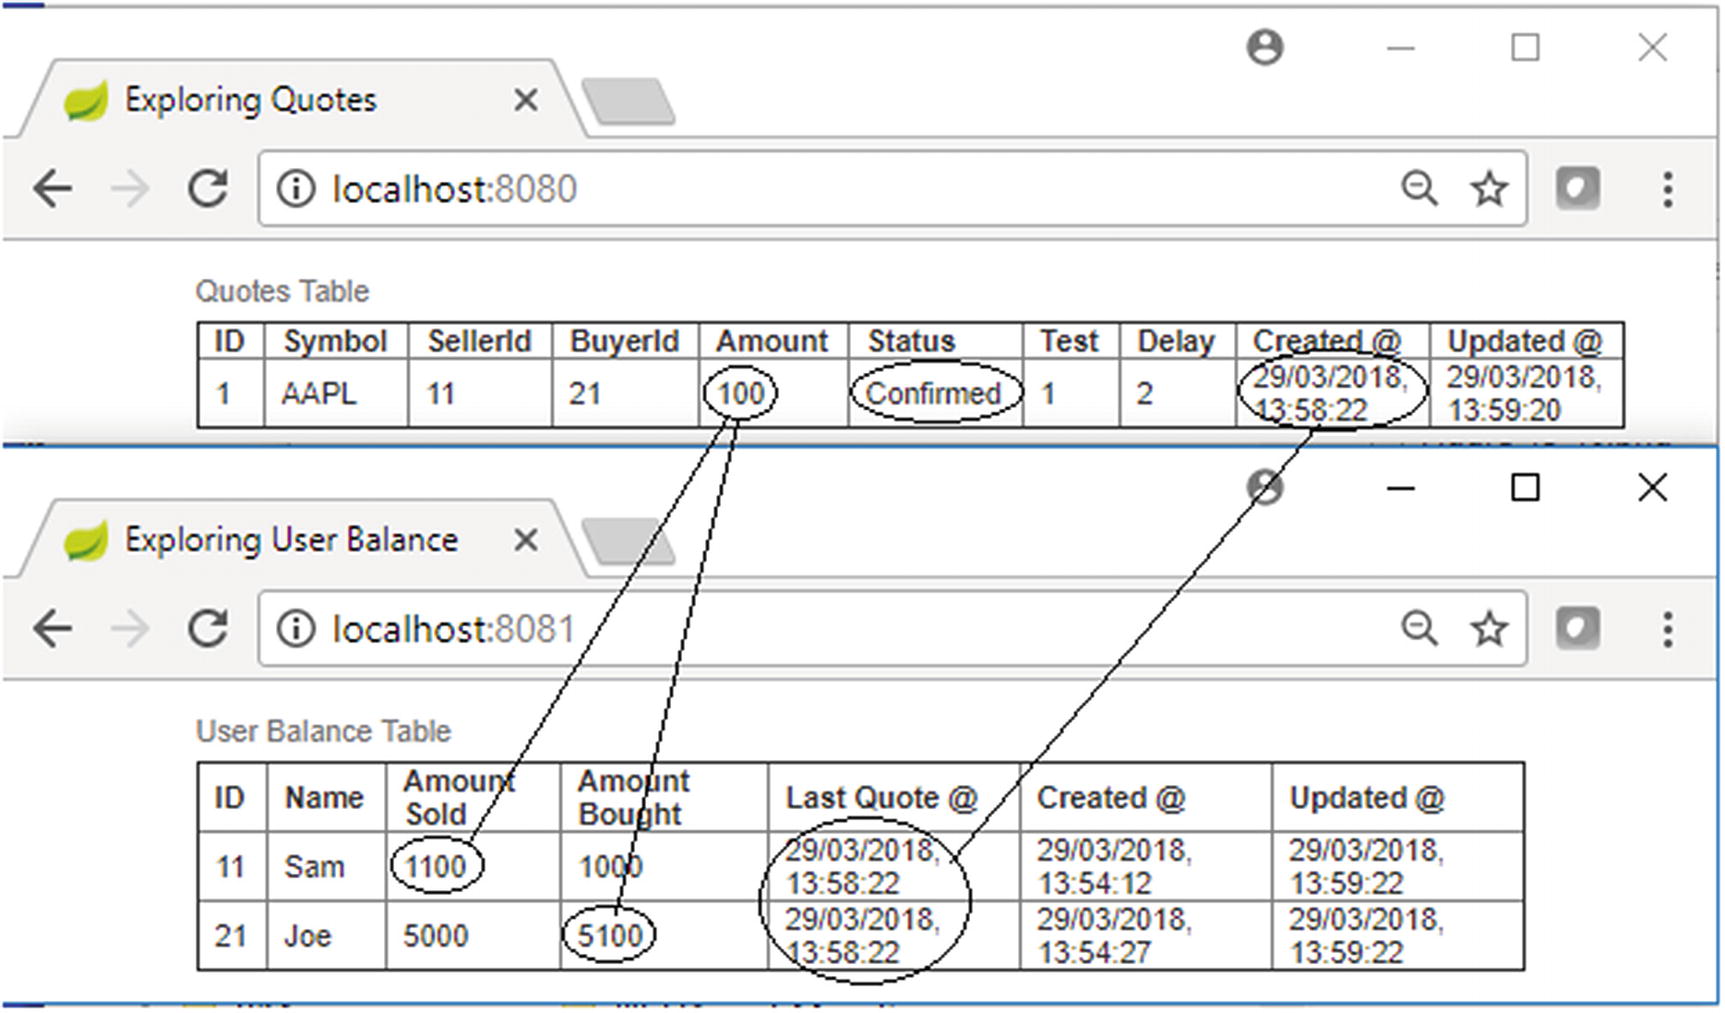 Exploring Quotes
localhost:8080
Quotes Table
ID Symbol SellerId BuyerId Amount Status Test Delay Created @ Updated @
1 AAPL 11 21 100 Confirmed 1 2 29/03/2018, 13:58:22 29/03/2018, 13:59:20
Exploring User Balance
localhost:8081
User Balance Table
ID Name Amount Sold Amount Bought Last Quote @ Created @ Updated @
11 Sam 1100 1000 29/03/2018, 13:58:22 29/03/2018, 13:54:12 29/03/2018, 13:59:22
21 Joe 5000 5100 29/03/2018, 13:58:22 29/03/2018, 13:54:27 29/03/2018, 13:59:22